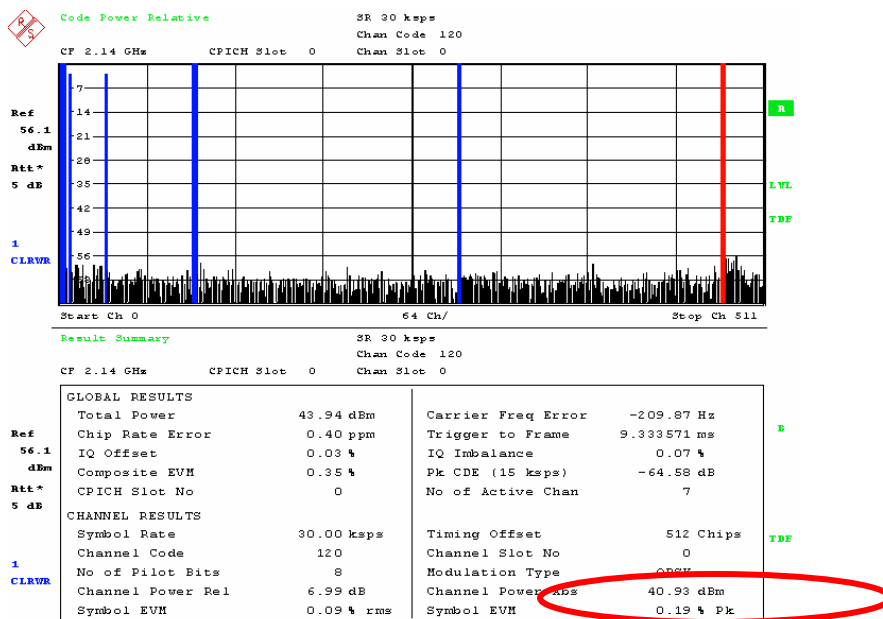 R S
Code Power Relative
SR 30 ksps
Chan Code 120
CF 2.14 GHz CPICH Slot 0 Chan Slot 0
Ref
56.1
dBm
Att*
5 dB
1
CLRWR
-7
-14
-21
-28
-35
-42
-49
-56
R
LVL
TDF
Start Ch 0 64 Ch/ Stop Ch 511
Result Summary
SR 30 ksps
Chan Code 120
CF 2.14 GHz CPICH Slot 0 Chan Slot 0
Ref
56.1
dBm
Att*
5 dB
1
CLRWR
GLOBAL RESULTS
Total Power 43.94 dBm Carrier Freq Error -209.87 Hz
Chip Rate Error 0.40 ppm Trigger to Frame 9.333571 ms
IQ Offset 0.03 % IQ Imbalance 0.07 %
Composite EVM 0.35 % Pk CDE (15 ksps) -64.58 dB
CPICH Slot No 0 No of Active Chan 7
CHANNEL RESULTS
Symbol Rate 30.00 ksps Timing Offset 512 Chips
Channel Code 120 Channel Slot No 0
No of Pilot Bits 8 Modulation Type QPSK
Channel Power Rel 6.99 dB Channel Power Abs 40.93 dBm
Symbol EVM 0.09 % rms Symbol EVM 0.19 % Pk
B
TDF